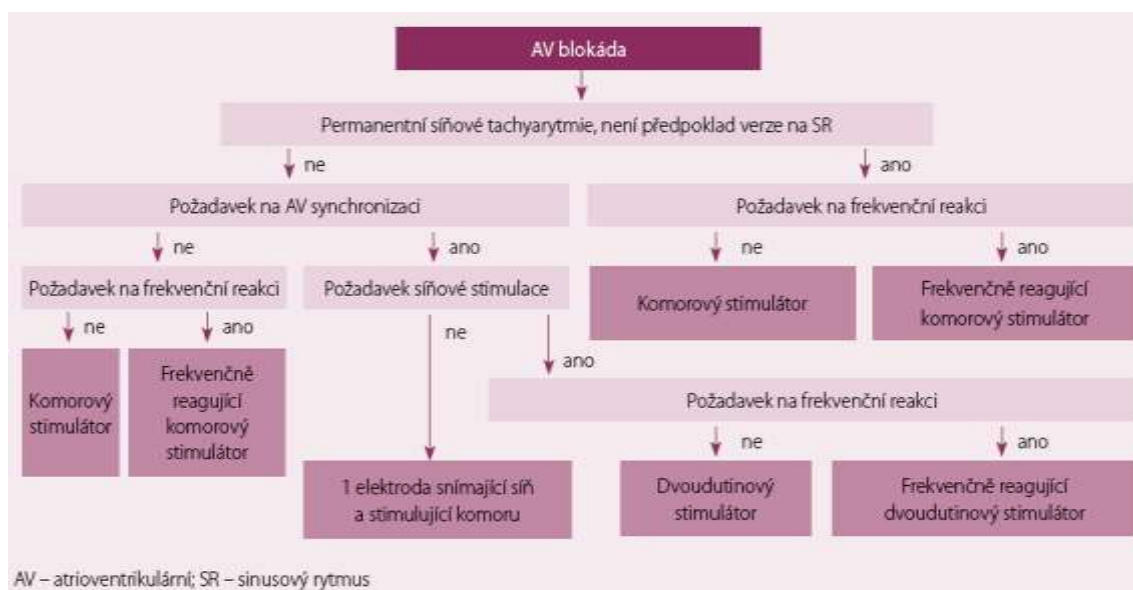 AV blokáda
Permanentní síňové tachyarytmie, není předpoklad verze na SR
ne
ano
Požadavek na AV synchronizaci
Požadavek na frekvenční reakci
ne
ano
ne
ano
Požadavek na frekvenční reakci
Požadavek síňové stimulace
Komorový stimulátor
Frekvenčně reagující
komorový stimulátor
ne
ano
ne
ano
Komorový
stimulátor
Frekvenčně
reagující
komorový
stimulátor
Požadavek na frekvenční reakci
ne
ano
1 elektroda snímající síň
a stimulující komoru
Dvoudutinový
stimulátor
Frekvenčně reagující
dvoudutinový stimulátor
AV – atrioventrikulární; SR – sinusový rytmus